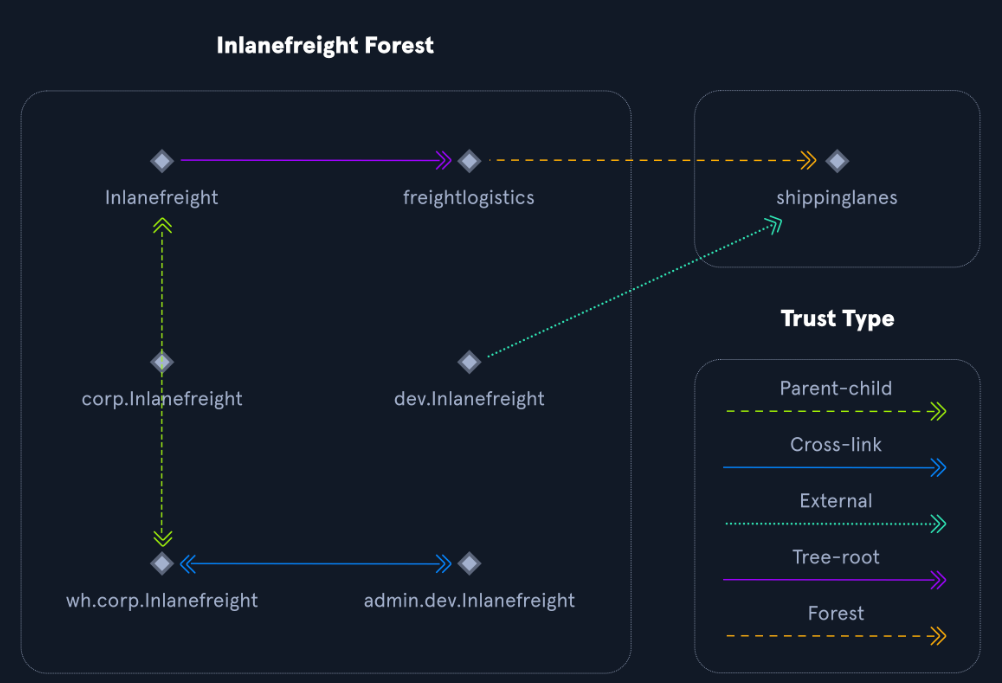 Inlanefreight Forest
Inlanefreight
freightlogistics
shippinglanes
corp.Inlanefreight
dev.Inlanefreight
wh.corp.Inlanefreight
admin.dev.Inlanefreight
Trust Type
Parent-child
Cross-link
External
Tree-root
Forest